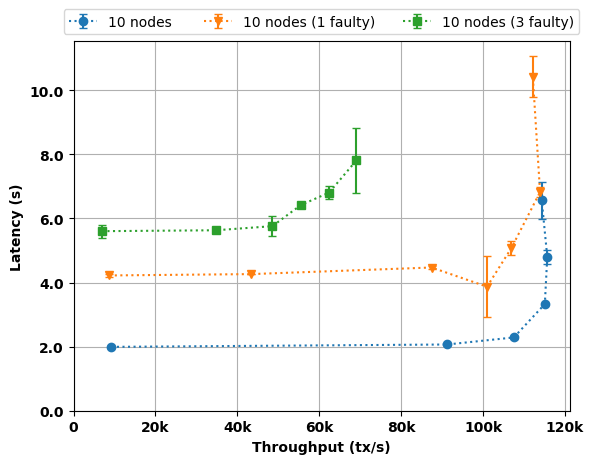 10 nodes 10 nodes (1 faulty) 10 nodes (3 faulty)
10.0
8.0
6.0
4.0
2.0
0.0
Latency (s)
0 20k 40k 60k 80k 100k 120k
Throughput (tx/s)